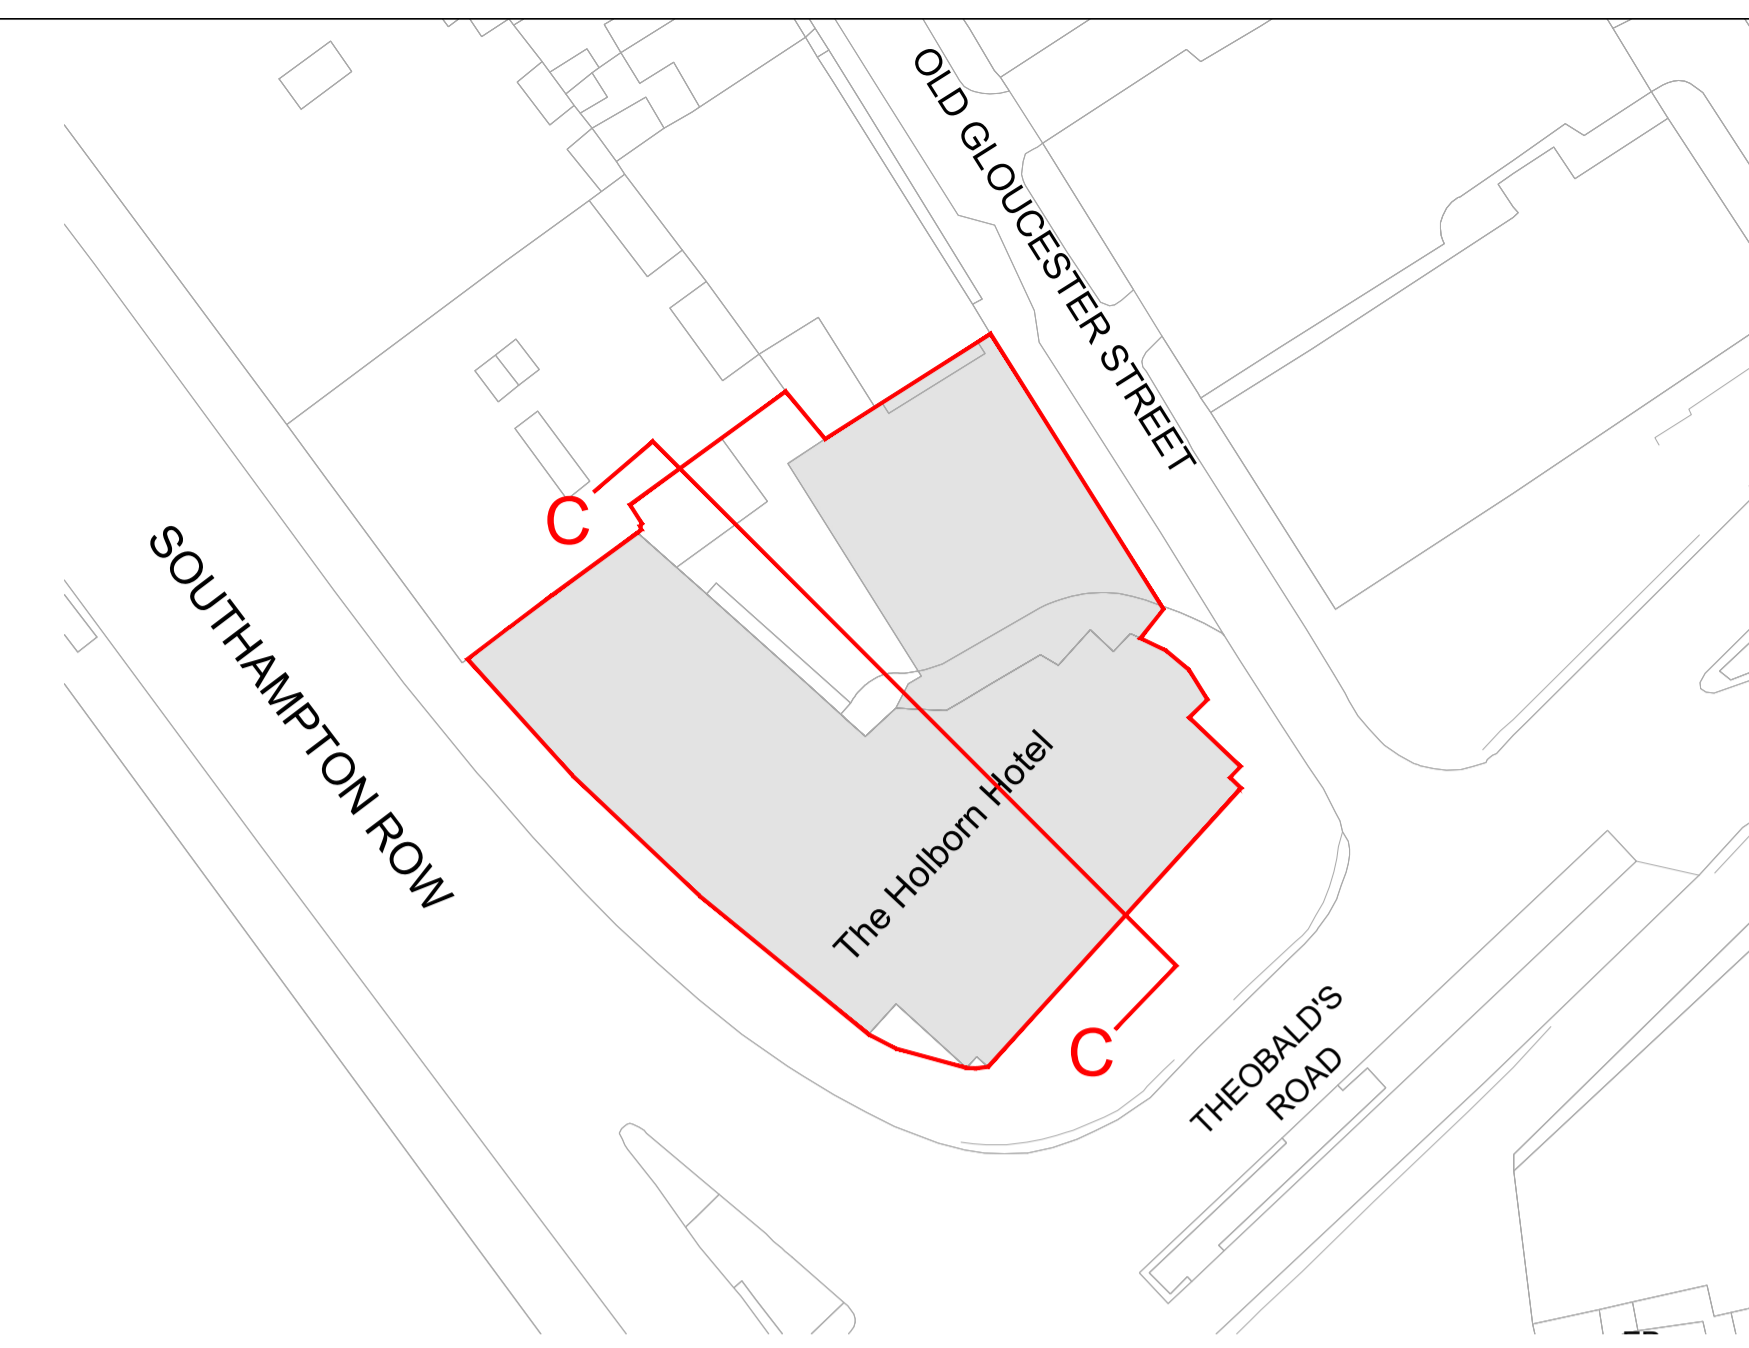 OLD GLOUCESTER STREET
C
SOUTHAMPTON ROW
The Holborn Hotel
C
THEOBALD'S
ROAD